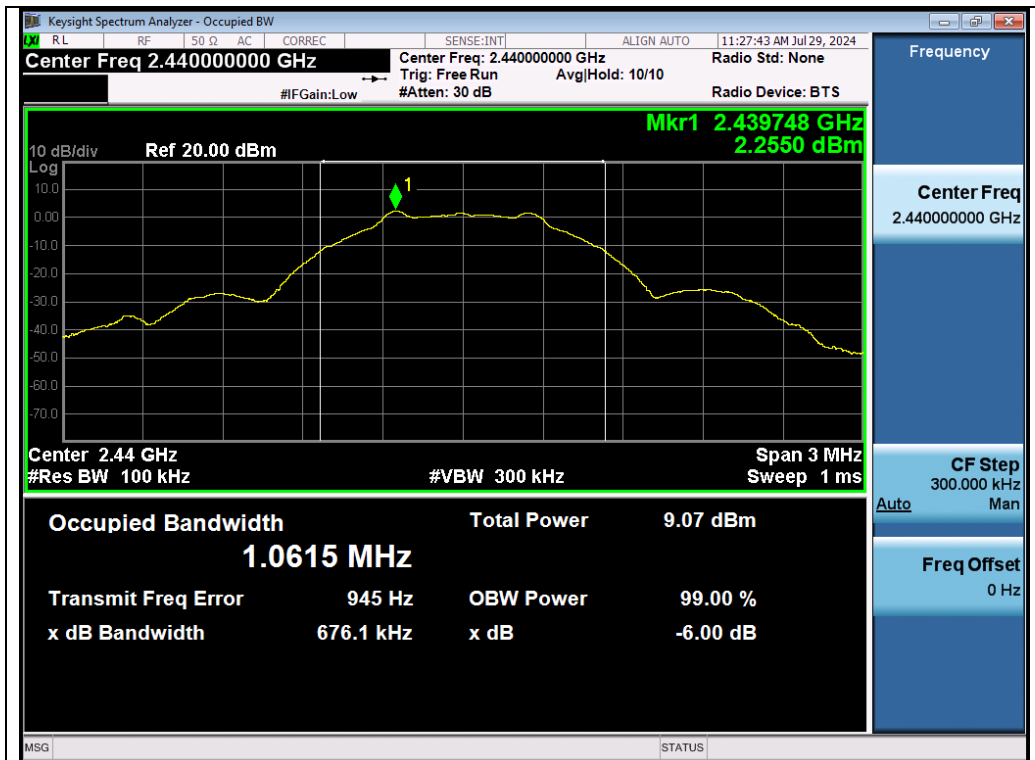 Keysight Spectrum Analyzer - Occupied BW
LXI RL RF 50 Ω AC CORREC SENSE:INT ALIGN AUTO 11:27:43 AM Jul 29, 2024
Center Freq 2.440000000 GHz
#IFGain:Low
Center Freq: 2.440000000 GHz
Trig: Free Run Avg|Hold: 10/10
#Atten: 30 dB
Radio Std: None
Radio Device: BTS
Mkr1 2.439748 GHz
2.2550 dBm
10 dB/div Ref 20.00 dBm
Log
1
10.0
0.00
-10.0
-20.0
-30.0
-40.0
-50.0
-60.0
-70.0
Center 2.44 GHz Span 3 MHz
#Res BW 100 kHz #VBW 300 kHz Sweep 1 ms
Occupied Bandwidth Total Power 9.07 dBm
1.0615 MHz
Transmit Freq Error 945 Hz OBW Power 99.00 %
x dB Bandwidth 676.1 kHz x dB -6.00 dB
MSG STATUS
Frequency
Center Freq
2.440000000 GHz
CF Step
300.000 kHz
Auto Man
Freq Offset
0 Hz